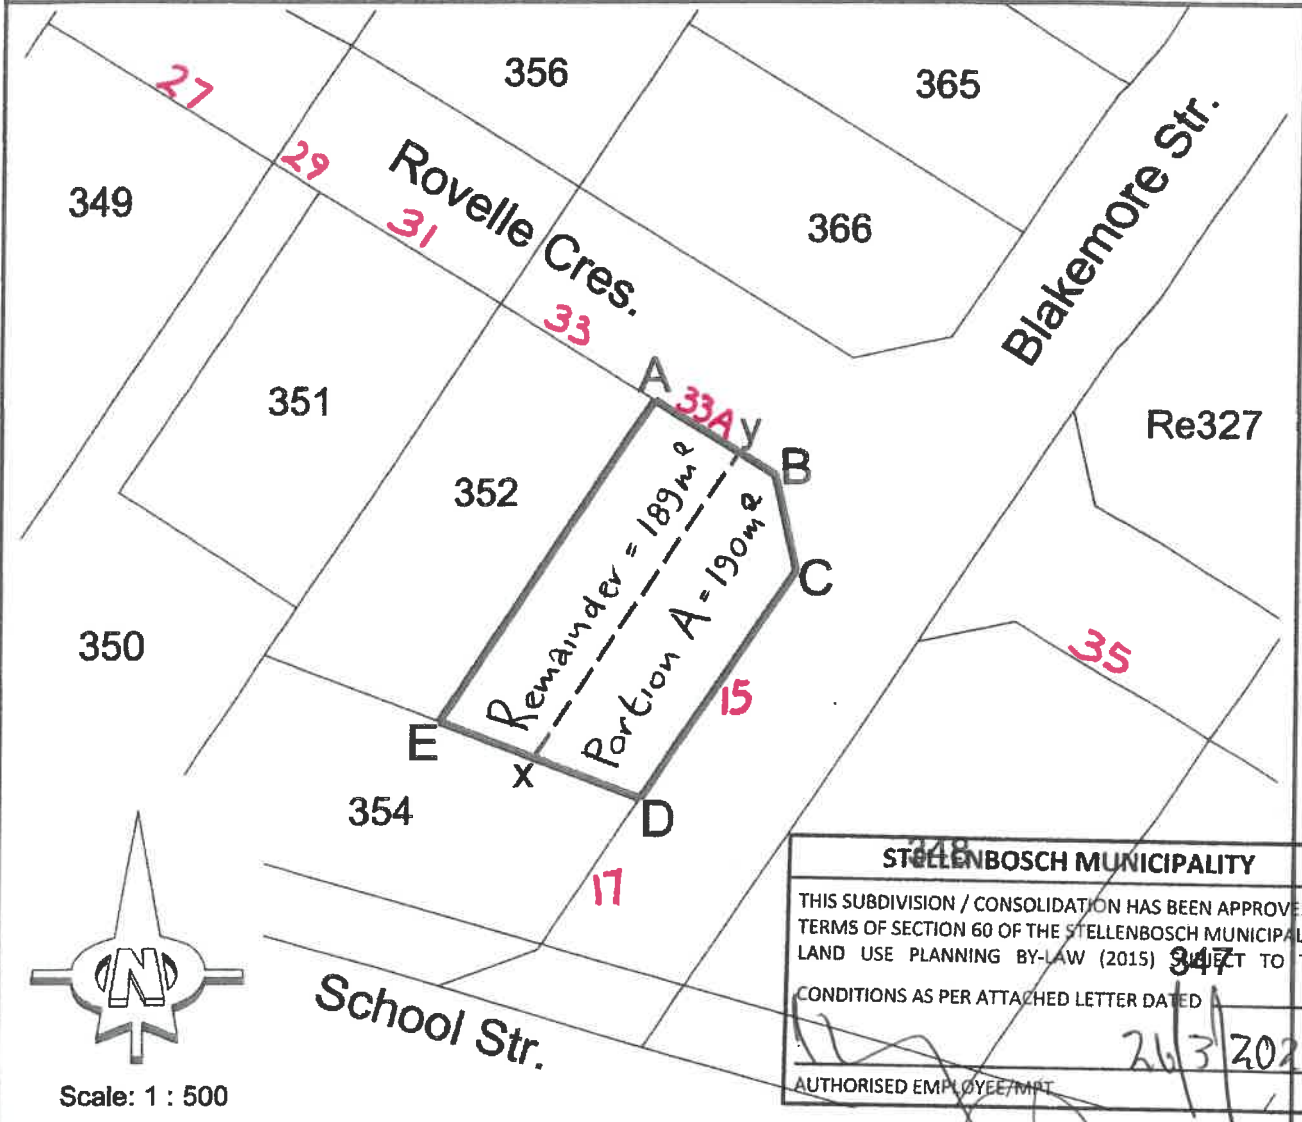 356
365
27
Blakemore Str.
29
Rovelle Cres.
349
31
366
33
A
33A
y
351
B
Re327
352
Remainder = 189m²
Portion A = 190m²
C
350
35
15
E
x
354
D
348
STELLENBOSCH MUNICIPALITY
17
THIS SUBDIVISION / CONSOLIDATION HAS BEEN APPROVE
TERMS OF SECTION 60 OF THE STELLENBOSCH MUNICIPAL
LAND USE PLANNING BY-LAW (2015) SUBJECT TO
347
CONDITIONS AS PER ATTACHED LETTER DATED
N
School Str.
26/3/202
AUTHORISED EMPLOYEE/MPT
Scale: 1 : 500